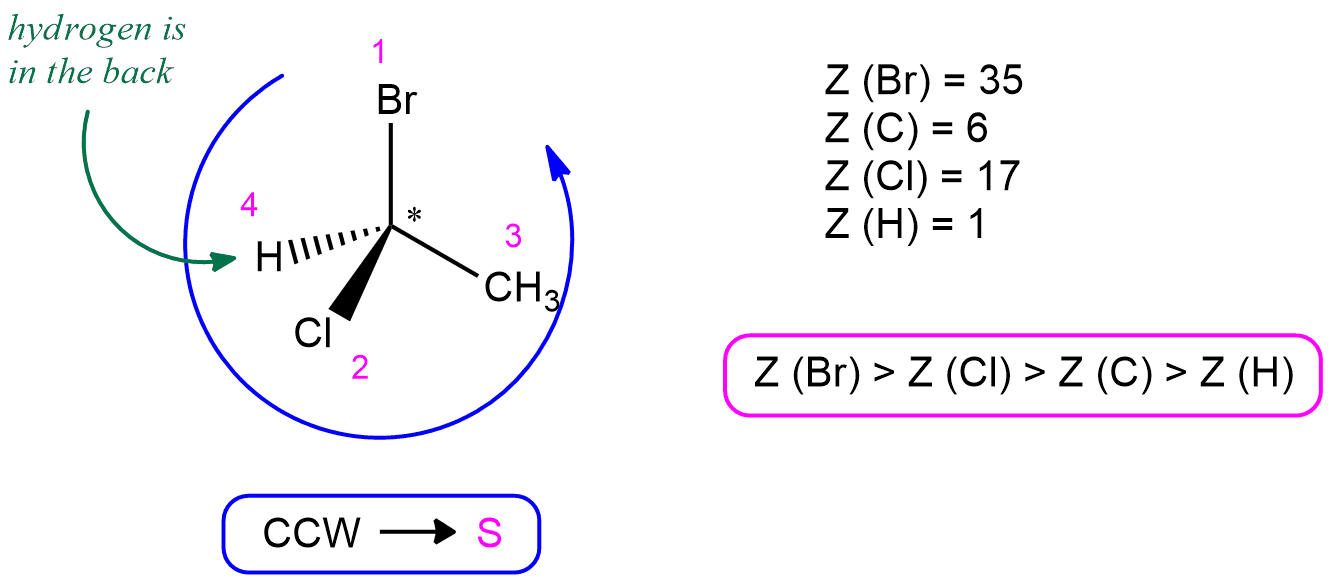 hydrogen is
in the back
1
Br
4
*
H
3
CH₃
Cl
2
Z (Br) = 35
Z (C) = 6
Z (Cl) = 17
Z (H) = 1
Z (Br) > Z (Cl) > Z (C) > Z (H)
CCW → S